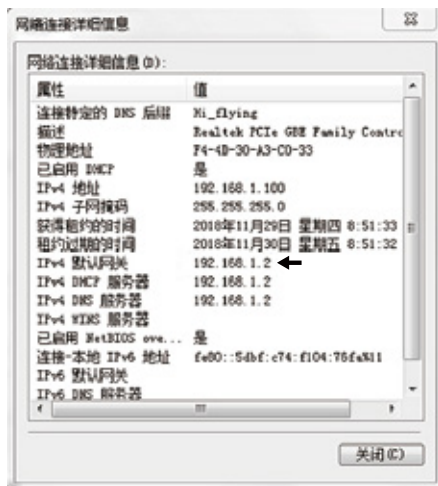 网络连接详细信息
网络连接详细信息(D):
属性 值
连接特定的 DNS 后缀 Mi_flying
描述 Realtek PCIe GBE Family Contro
物理地址 F4-4D-30-A3-C0-33
已启用 DHCP 是
IPv4 地址 192.168.1.100
IPv4 子网掩码 255.255.255.0
获得租约的时间 2018年11月29日 星期四 8:51:33
租约过期的时间 2018年11月30日 星期五 8:51:32
IPv4 默认网关 192.168.1.2
IPv4 DHCP 服务器 192.168.1.2
IPv4 DNS 服务器 192.168.1.2
IPv4 WINS 服务器
已启用 NetBIOS ove... 是
连接-本地 IPv6 地址 fe80::5dbf:c74:f104:75fa%11
IPv6 默认网关
IPv6 DNS 服务器
关闭(C)